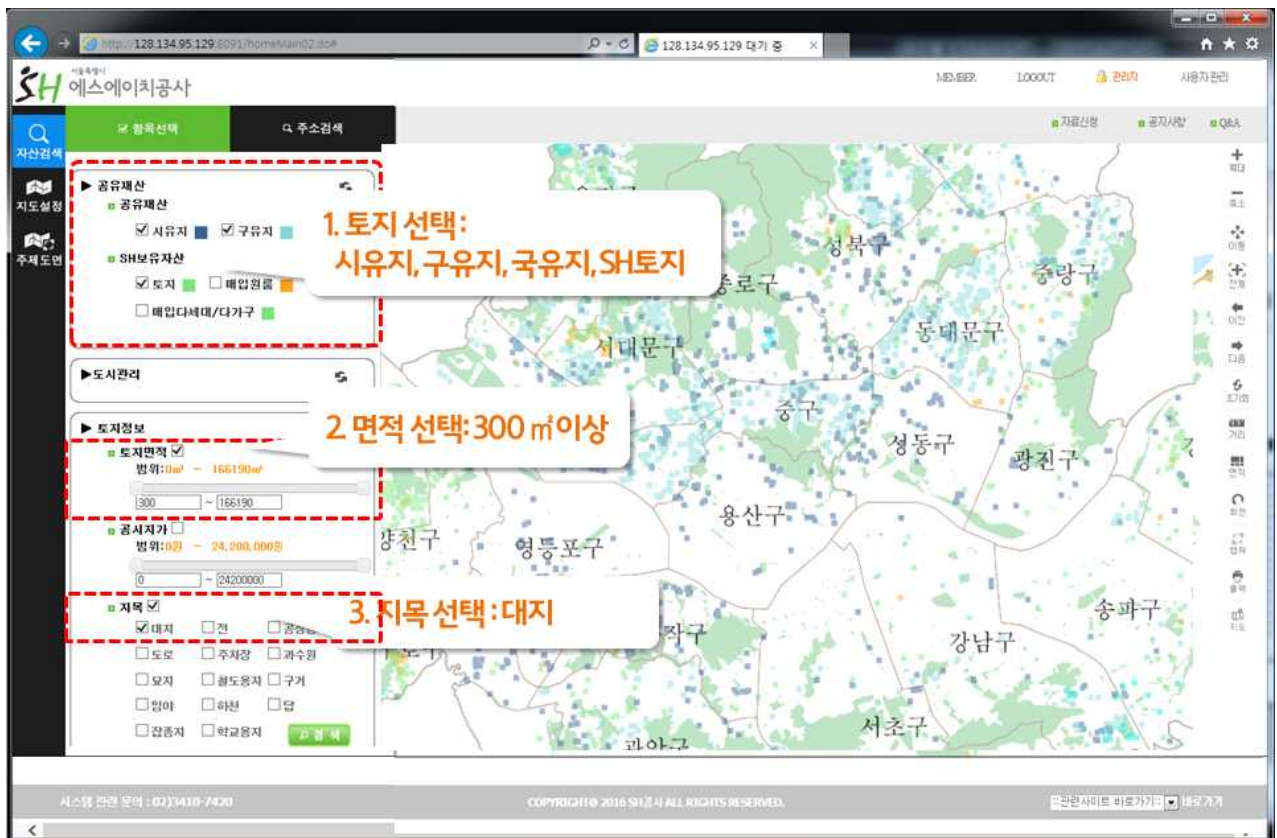 http://128.134.95.129:8091/homeMain02.do#
128.134.95.129 대기 중
서울특별시
SH 에스에이치공사
MEMBER
LOGOUT
관리자
사용자 관리
항목선택
주소검색
자료신청
공지사항
Q&A
자산검색
지도설정
주제도면
▶ 공유재산
공유재산
시유지
구유지
SH보유자산
토지
매입원룸
매입다세대/다가구
1. 토지 선택:
시유지, 구유지, 국유지, SH토지
▶도시관리
▶ 토지정보
토지면적
범위:0㎡ ~ 166190㎡
300 ~ 166190
2. 면적 선택: 300 ㎡이상
공시지가
범위:0원 ~ 24,200,000원
0 ~ 24200000
지목
3. 지목 선택 : 대지
대지
전
도로
주차장
과수원
묘지
철도용지
구거
임야
하천
답
잡종지
학교용지
검색
성북구
중랑구
종로구
동대문구
서대문구
중구
성동구
광진구
용산구
양천구
영등포구
송파구
강남구
서초구
관악구
확대
축소
이동
전체
이전
다음
초기화
거리
면적
출력
시스템 관련 문의 : 02)3410-7420
COPYRIGHT@ 2016 SH공사 ALL RIGHTS RESERVED.
관련사이트 바로가기
바로가기